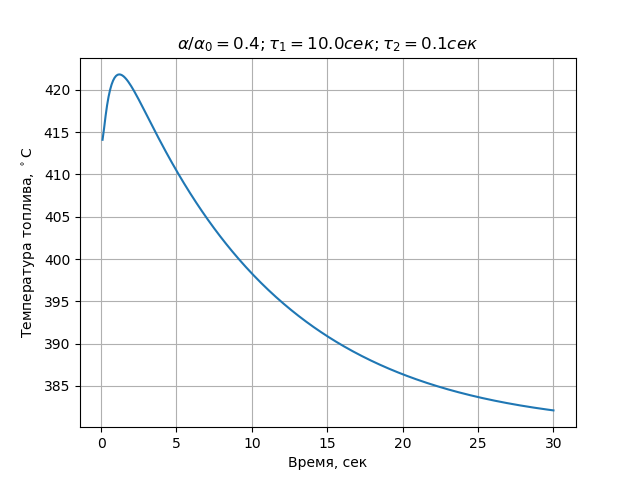 α/α₀ = 0.4; τ₁ = 10.0сек; τ₂ = 0.1сек
Температура топлива, °C
420
415
410
405
400
395
390
385
0 5 10 15 20 25 30
Время, сек